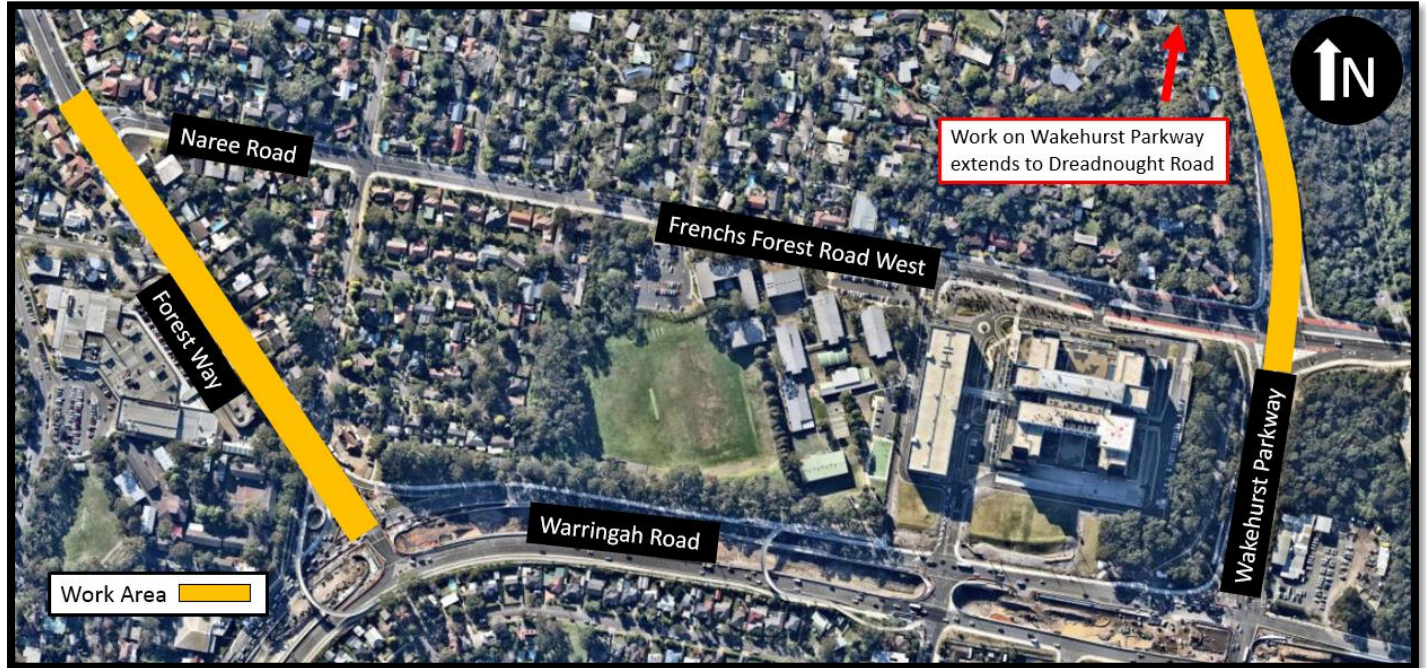 N
Naree Road
Work on Wakehurst Parkway
extends to Dreadnought Road
Frenchs Forest Road West
Forest Way
Wakehurst Parkway
Warringah Road
Work Area